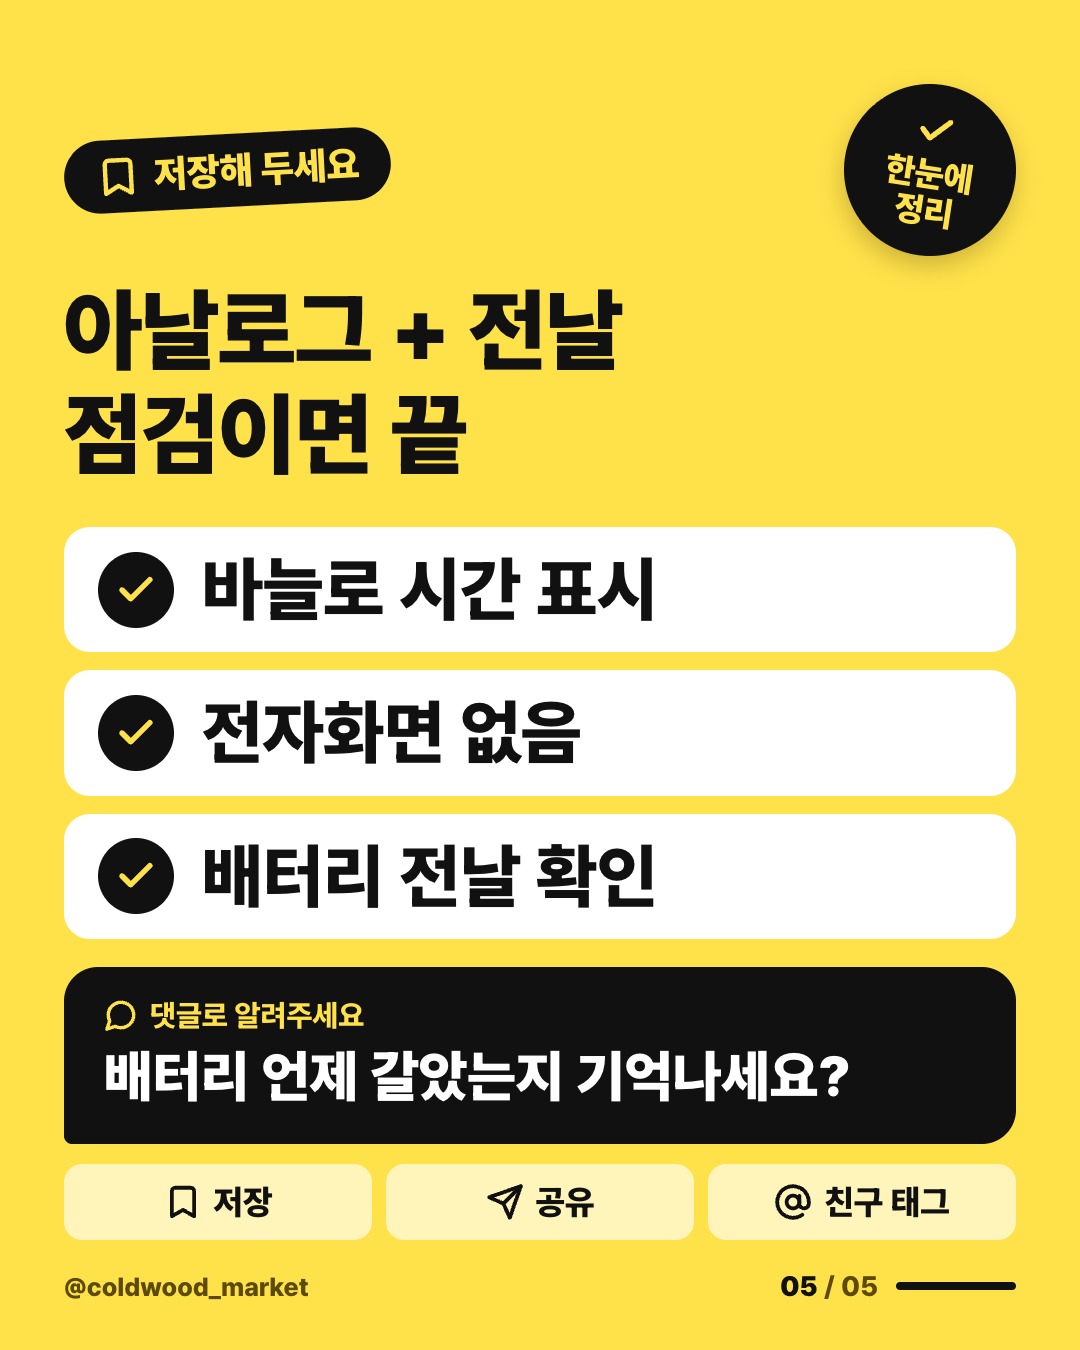 저장해 두세요
한눈에
정리
아날로그 + 전날
점검이면 끝
바늘로 시간 표시
전자화면 없음
배터리 전날 확인
댓글로 알려주세요
배터리 언제 갈았는지 기억나세요?
저장
공유
친구 태그
@coldwood_market
05 / 05